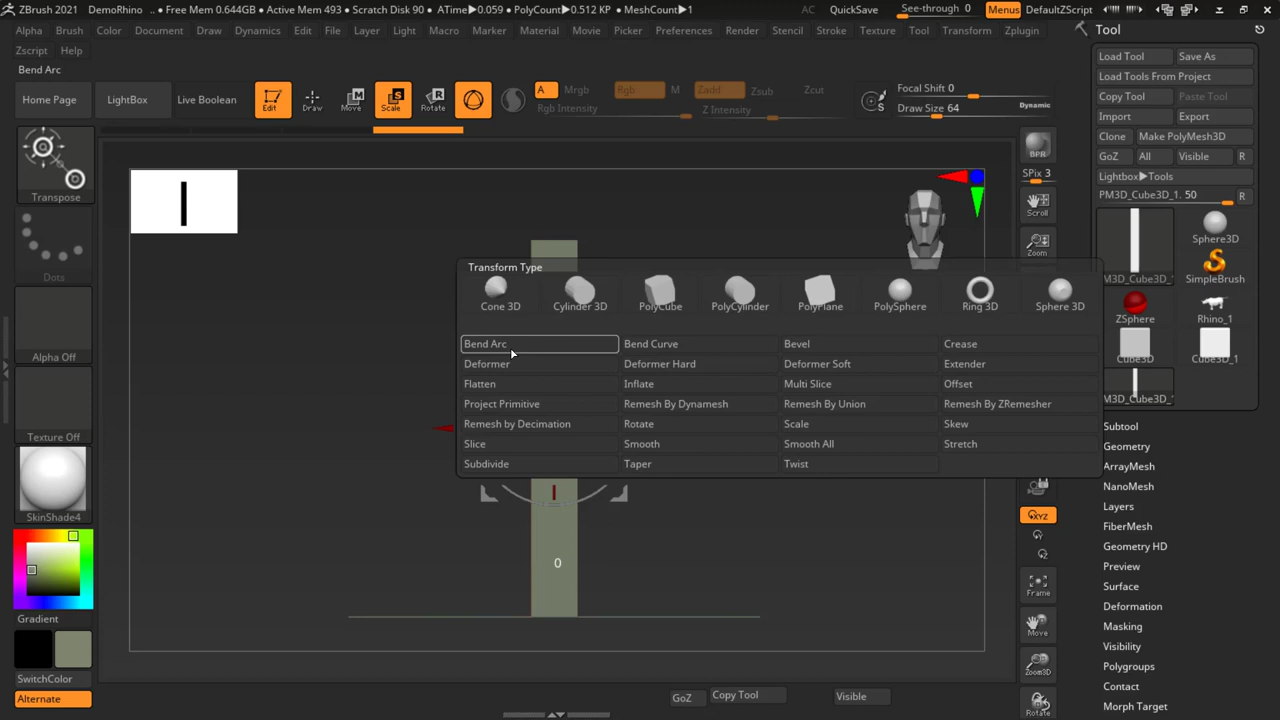 ZBrush 2021 DemoRhino .. • Free Mem 0.644GB • Active Mem 493 • Scratch Disk 90 • ATime▶0.059 • PolyCount▶0.512 KP • MeshCount▶1 AC QuickSave See-through 0 Menus DefaultZScript
Alpha Brush Color Document Draw Dynamics Edit File Layer Light Macro Marker Material Movie Picker Preferences Render Stencil Stroke Texture Tool Transform Zplugin
Zscript Help
Bend Arc
Home Page LightBox Live Boolean Edit Draw Move Scale Rotate
A Mrgb Rgb M Zadd Zsub Zcut
Rgb Intensity Z Intensity
S Focal Shift 0
Draw Size 64 Dynamic
Transpose
Dots
Alpha Off
Texture Off
SkinShade4
Gradient
SwitchColor
Alternate
Transform Type
Cone 3D Cylinder 3D PolyCube PolyCylinder PolyPlane PolySphere Ring 3D Sphere 3D
Bend Arc Bend Curve Bevel Crease
Deformer Deformer Hard Deformer Soft Extender
Flatten Inflate Multi Slice Offset
Project Primitive Remesh By Dynamesh Remesh By Union Remesh By ZRemesher
Remesh by Decimation Rotate Scale Skew
Slice Smooth Smooth All Stretch
Subdivide Taper Twist
0
GoZ Copy Tool Visible
BPR
SPix 3
Scroll
Zoom
XYZ
Frame
Move
Zoom3D
Rotate
Tool
Load Tool Save As
Load Tools From Project
Copy Tool Paste Tool
Import Export
Clone Make PolyMesh3D
GoZ All Visible R
Lightbox▶Tools
PM3D_Cube3D_1. 50 R
Sphere3D
M3D_Cube3D_ SimpleBrush
ZSphere Rhino_1
Cube3D Cube3D_1
M3D_Cube3D_
Subtool
Geometry
ArrayMesh
NanoMesh
Layers
FiberMesh
Geometry HD
Preview
Surface
Deformation
Masking
Visibility
Polygroups
Contact
Morph Target